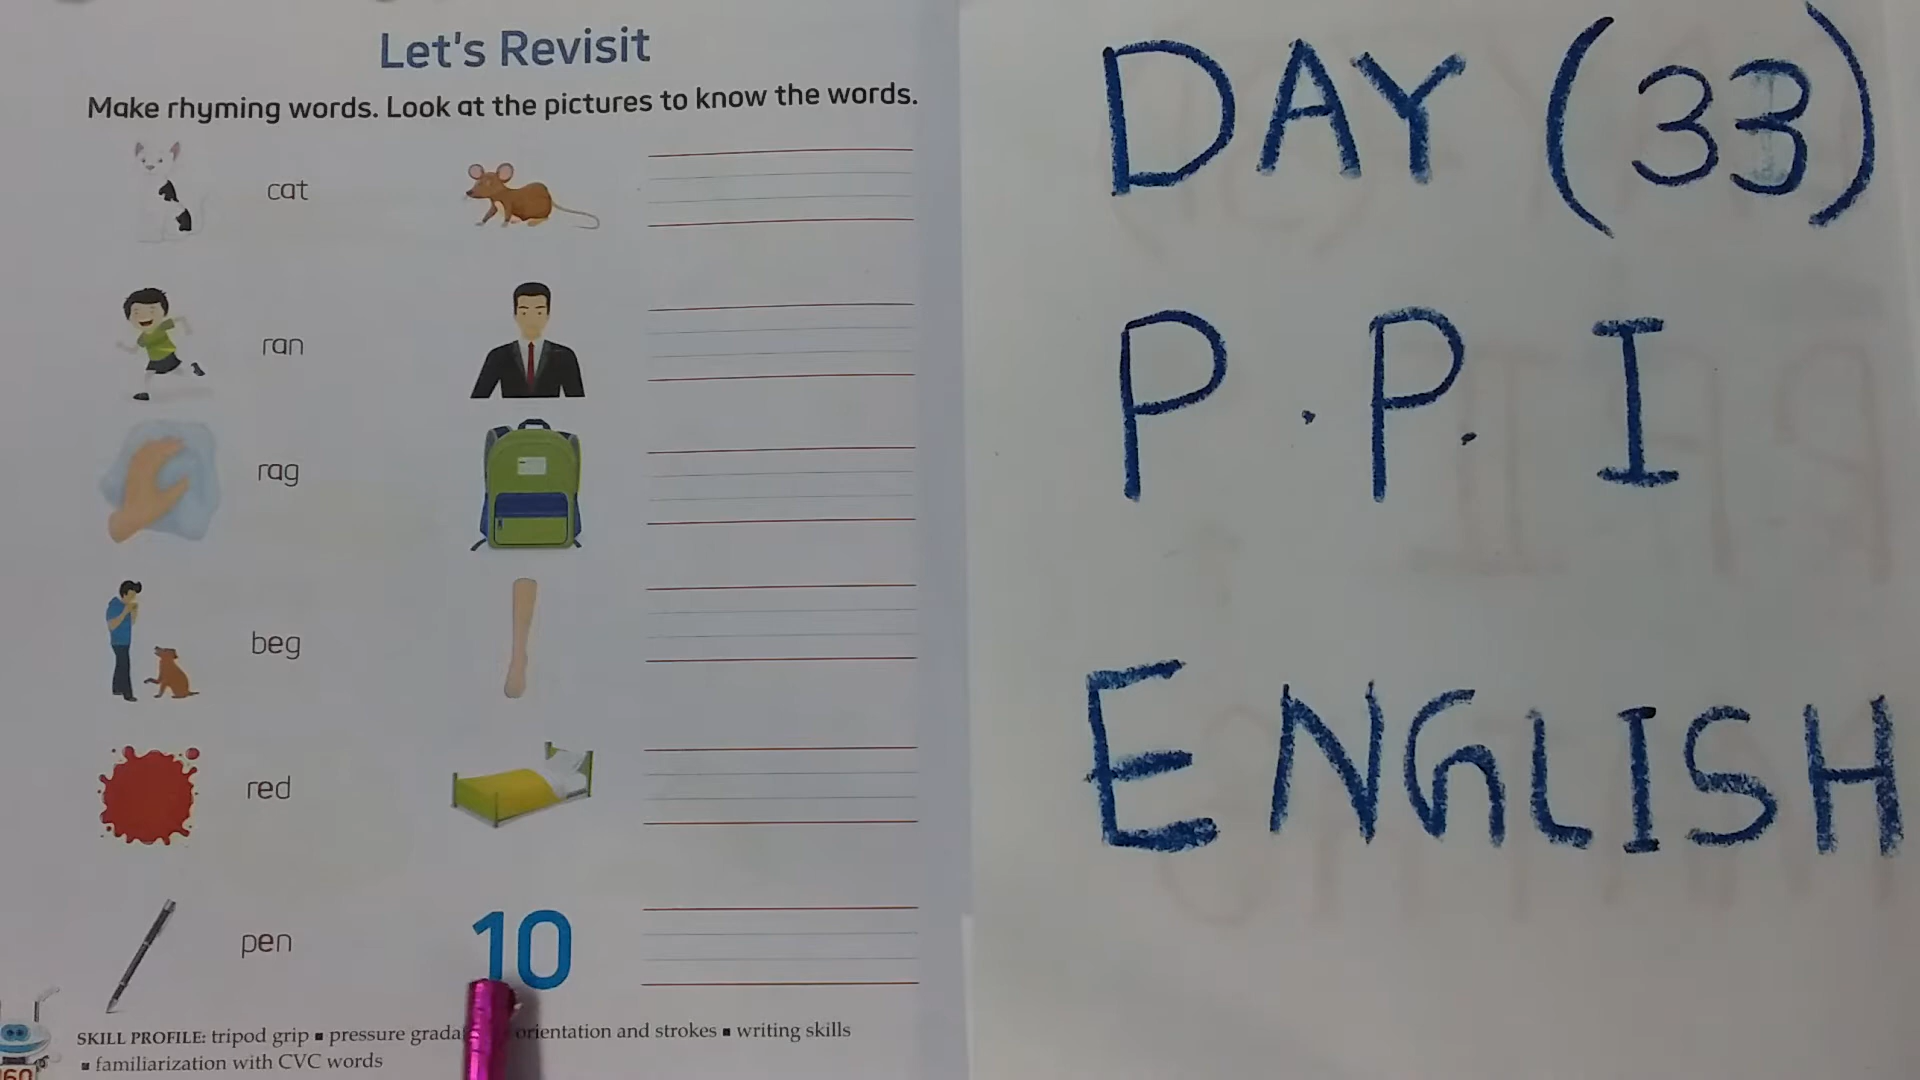 Let's Revisit
Make rhyming words. Look at the pictures to know the words.
cat
ran
rag
beg
red
pen
10
SKILL PROFILE: tripod grip ▪ pressure orientation and strokes ▪ writing skills
▪ familiarization with CVC words
60
DAY (33)
P.P.I
ENGLISH